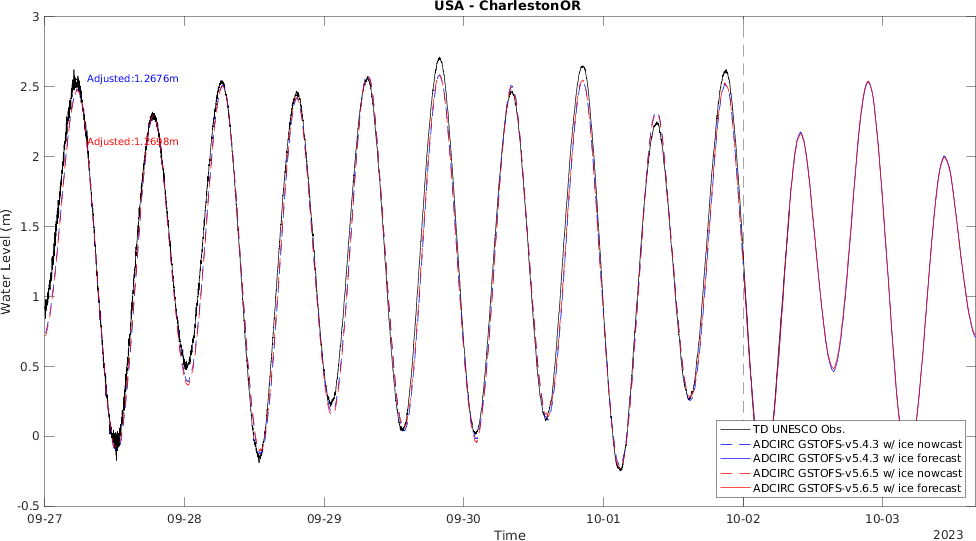 USA - CharlestonOR
3
2.5
2
1.5
1
0.5
0
-0.5
Water Level (m)
Adjusted:1.2676m
Adjusted:1.2698m
TD UNESCO Obs.
ADCIRC GSTOFS-v5.4.3 w/ ice nowcast
ADCIRC GSTOFS-v5.4.3 w/ ice forecast
ADCIRC GSTOFS-v5.6.5 w/ ice nowcast
ADCIRC GSTOFS-v5.6.5 w/ ice forecast
09-27 09-28 09-29 09-30 10-01 10-02 10-03
Time
2023